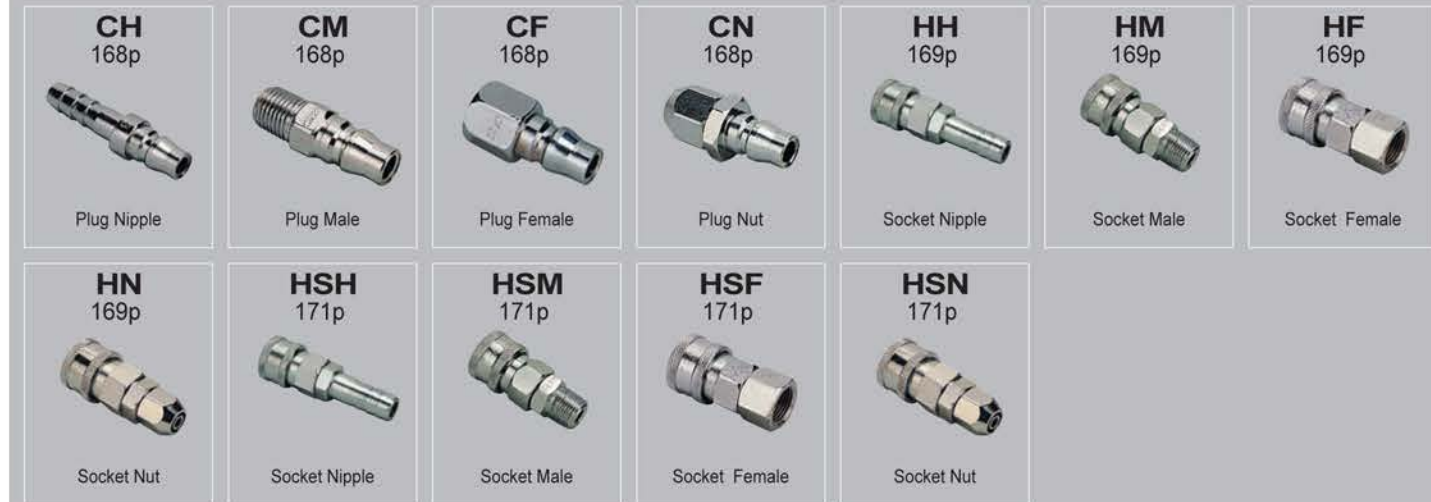 CH
168p
Plug Nipple
CM
168p
Plug Male
CF
168p
Plug Female
CN
168p
Plug Nut
HH
169p
Socket Nipple
HM
169p
Socket Male
HF
169p
Socket Female
HN
169p
Socket Nut
HSH
171p
Socket Nipple
HSM
171p
Socket Male
HSF
171p
Socket Female
HSN
171p
Socket Nut